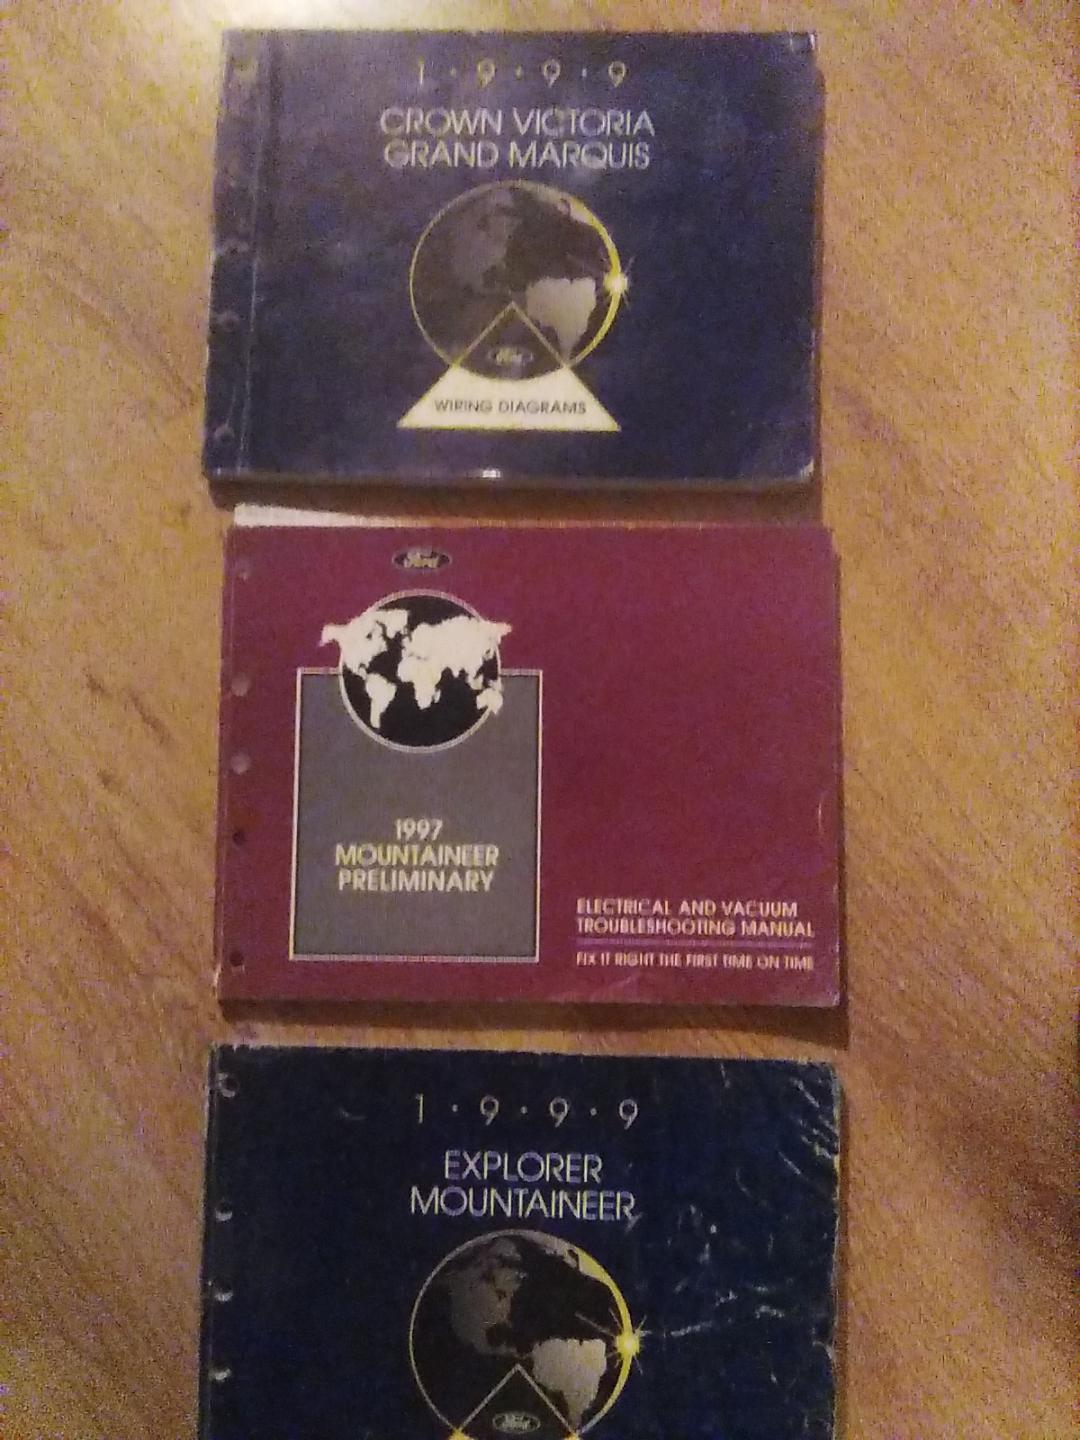 1·9·9·9
CROWN VICTORIA
GRAND MARQUIS
Ford
WIRING DIAGRAMS
Ford
1997
MOUNTAINEER
PRELIMINARY
ELECTRICAL AND VACUUM
TROUBLESHOOTING MANUAL
FIX IT RIGHT THE FIRST TIME ON TIME
1·9·9·9
EXPLORER
MOUNTAINEER
Ford